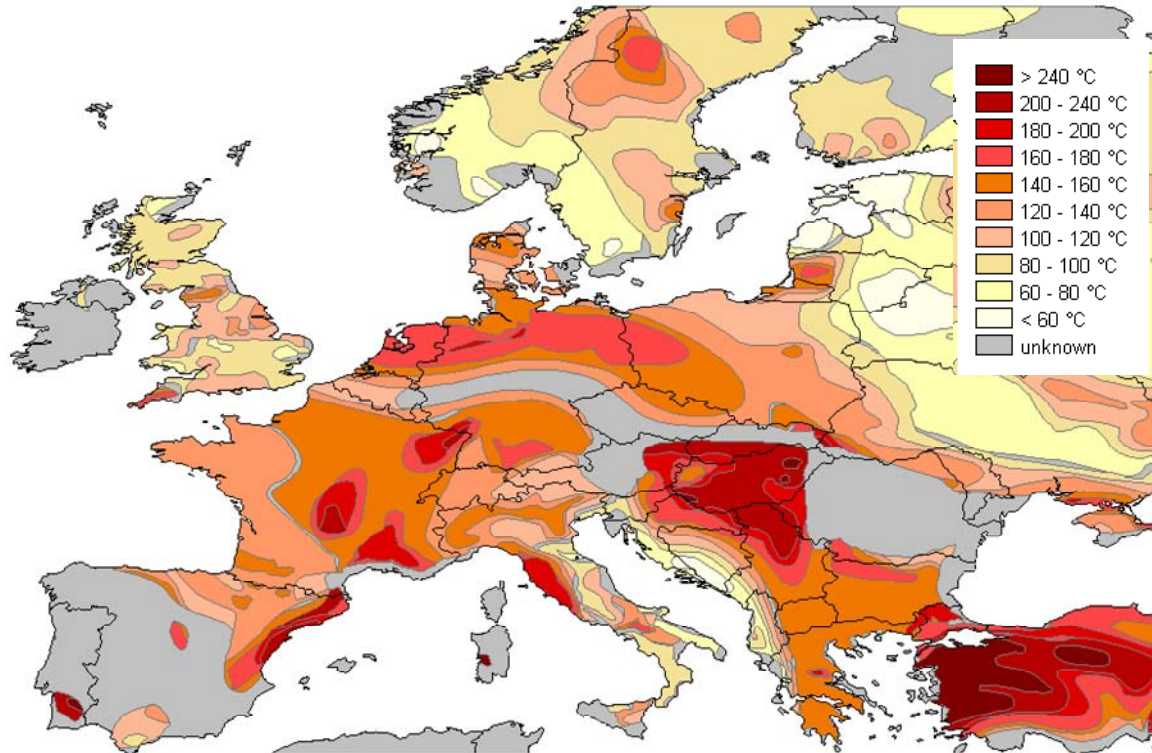 > 240 °C
200 - 240 °C
180 - 200 °C
160 - 180 °C
140 - 160 °C
120 - 140 °C
100 - 120 °C
80 - 100 °C
60 - 80 °C
< 60 °C
unknown